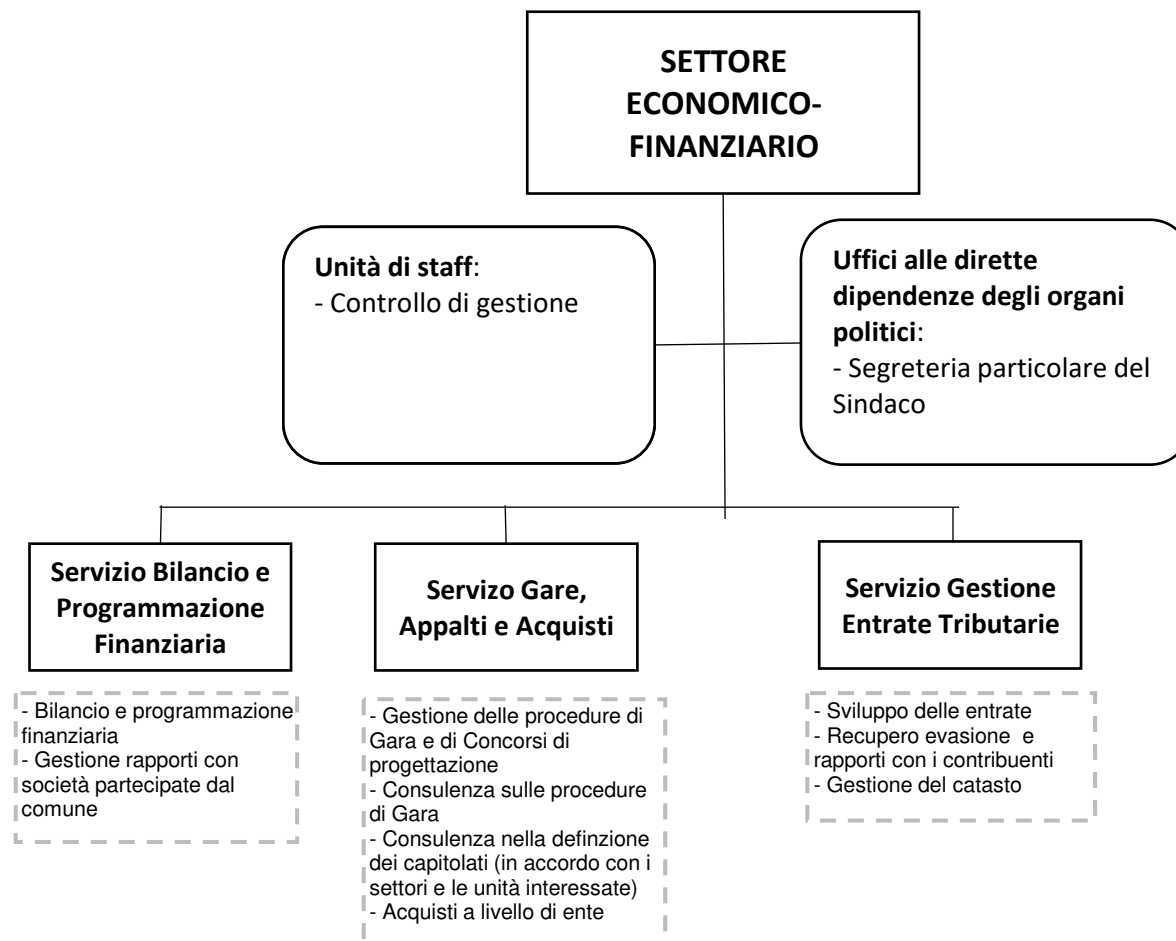 SETTORE
ECONOMICO-
FINANZIARIO
Unità di staff:
- Controllo di gestione
Uffici alle dirette
dipendenze degli organi
politici:
- Segreteria particolare del
Sindaco
Servizio Bilancio e
Programmazione
Finanziaria
Servizo Gare,
Appalti e Acquisti
Servizio Gestione
Entrate Tributarie
- Bilancio e programmazione
finanziaria
- Gestione rapporti con
società partecipate dal
comune
- Gestione delle procedure di
Gara e di Concorsi di
progettazione
- Consulenza sulle procedure
di Gara
- Consulenza nella definzione
dei capitolati (in accordo con i
settori e le unità interessate)
- Acquisti a livello di ente
- Sviluppo delle entrate
- Recupero evasione e
rapporti con i contribuenti
- Gestione del catasto